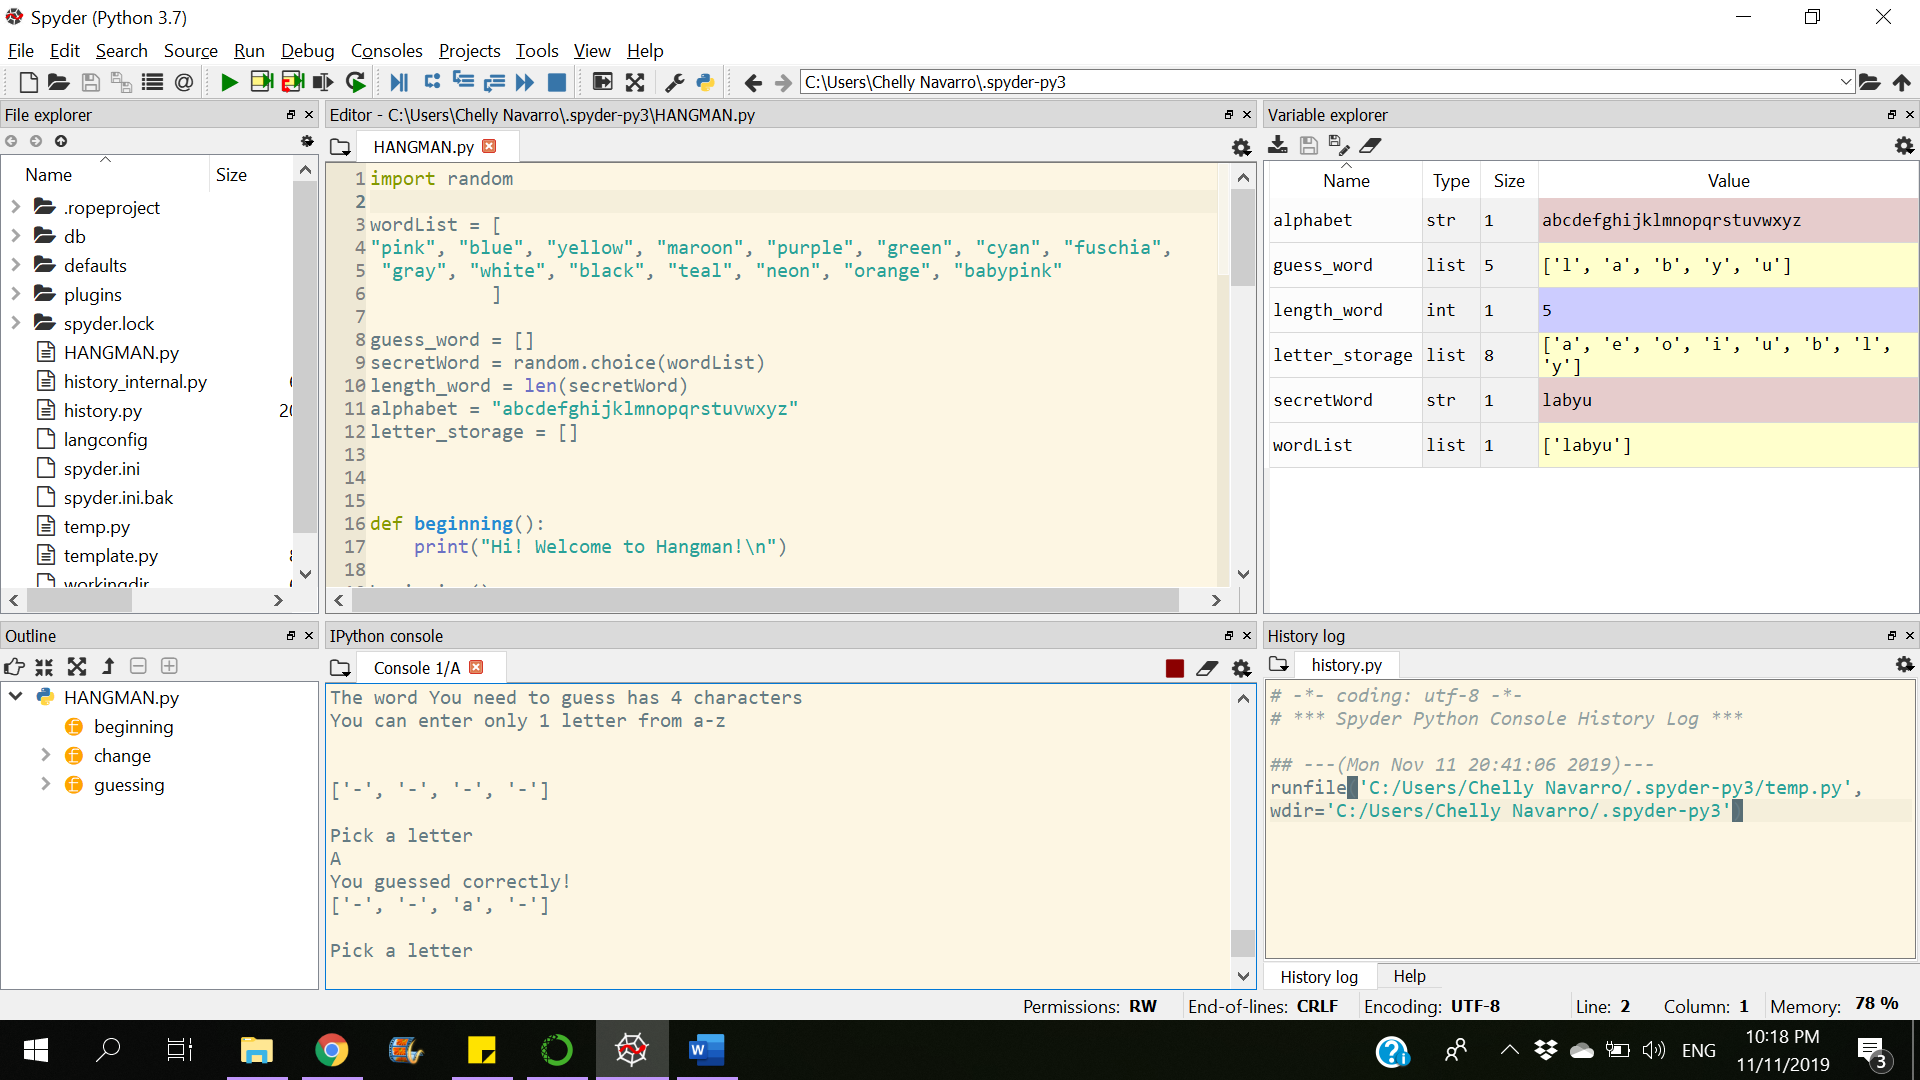 Spyder (Python 3.7)
File Edit Search Source Run Debug Consoles Projects Tools View Help
C:\Users\Chelly Navarro\.spyder-py3
File explorer
Name Size
.ropeproject
db
defaults
plugins
spyder.lock
HANGMAN.py
history_internal.py
history.py
langconfig
spyder.ini
spyder.ini.bak
temp.py
template.py
workingdir
Editor - C:\Users\Chelly Navarro\.spyder-py3\HANGMAN.py
HANGMAN.py
1 import random
2
3 wordList = [
4 "pink", "blue", "yellow", "maroon", "purple", "green", "cyan", "fuschia",
5 "gray", "white", "black", "teal", "neon", "orange", "babypink"
6 ]
7
8 guess_word = []
9 secretWord = random.choice(wordList)
10 length_word = len(secretWord)
11 alphabet = "abcdefghijklmnopqrstuvwxyz"
12 letter_storage = []
13
14
15
16 def beginning():
17 print("Hi! Welcome to Hangman!\n")
18
Variable explorer
Name Type Size Value
alphabet str 1 abcdefghijklmnopqrstuvwxyz
guess_word list 5 ['l', 'a', 'b', 'y', 'u']
length_word int 1 5
letter_storage list 8 ['a', 'e', 'o', 'i', 'u', 'b', 'l',
'y']
secretWord str 1 labyu
wordList list 1 ['labyu']
Outline
HANGMAN.py
beginning
change
guessing
IPython console
Console 1/A
The word You need to guess has 4 characters
You can enter only 1 letter from a-z
['-', '-', '-', '-']
Pick a letter
A
You guessed correctly!
['-', '-', 'a', '-']
Pick a letter
History log
history.py
# -*- coding: utf-8 -*-
# *** Spyder Python Console History Log ***
## ---(Mon Nov 11 20:41:06 2019)---
runfile('C:/Users/Chelly Navarro/.spyder-py3/temp.py',
wdir='C:/Users/Chelly Navarro/.spyder-py3')
History log Help
Permissions: RW End-of-lines: CRLF Encoding: UTF-8 Line: 2 Column: 1 Memory: 78 %
ENG
10:18 PM
11/11/2019
3